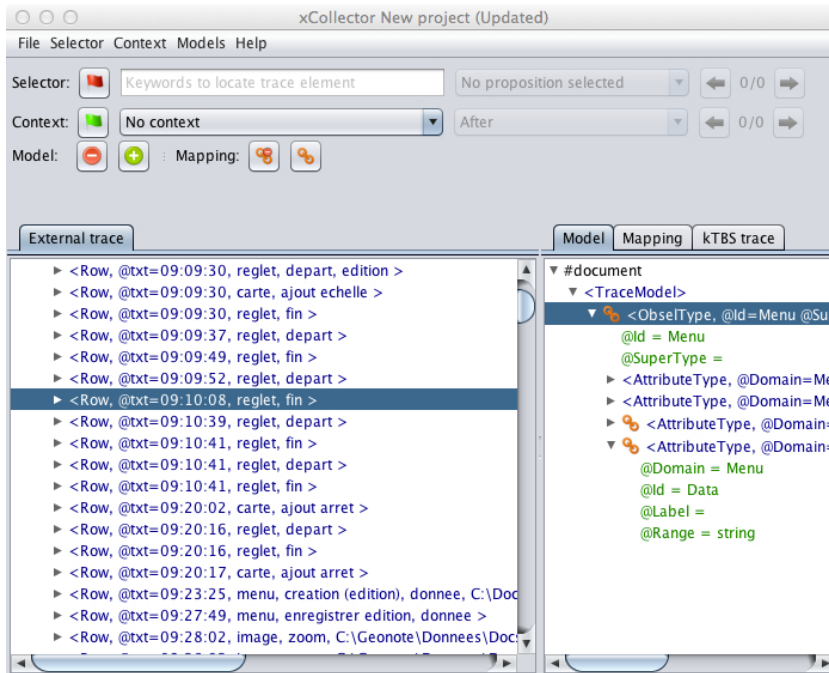 xCollector New project (Updated)
File Selector Context Models Help
Selector: Keywords to locate trace element No proposition selected 0/0
Context: No context After 0/0
Model: Mapping:
External trace
<Row, @txt=09:09:30, reglet, depart, edition >
<Row, @txt=09:09:30, carte, ajout echelle >
<Row, @txt=09:09:30, reglet, fin >
<Row, @txt=09:09:37, reglet, depart >
<Row, @txt=09:09:49, reglet, fin >
<Row, @txt=09:09:52, reglet, depart >
<Row, @txt=09:10:08, reglet, fin >
<Row, @txt=09:10:39, reglet, depart >
<Row, @txt=09:10:41, reglet, fin >
<Row, @txt=09:10:41, reglet, depart >
<Row, @txt=09:10:41, reglet, fin >
<Row, @txt=09:20:02, carte, ajout arret >
<Row, @txt=09:20:16, reglet, depart >
<Row, @txt=09:20:16, reglet, fin >
<Row, @txt=09:20:17, carte, ajout arret >
<Row, @txt=09:23:25, menu, creation (edition), donnee, C:\Doc
<Row, @txt=09:27:49, menu, enregistrer edition, donnee >
<Row, @txt=09:28:02, image, zoom, C:\Geonote\Donnees\Docs
Model Mapping kTBS trace
#document
<TraceModel>
<ObselType, @Id=Menu @Su
@Id = Menu
@SuperType =
<AttributeType, @Domain=Me
<AttributeType, @Domain=Me
<AttributeType, @Domain=
<AttributeType, @Domain=
@Domain = Menu
@Id = Data
@Label =
@Range = string